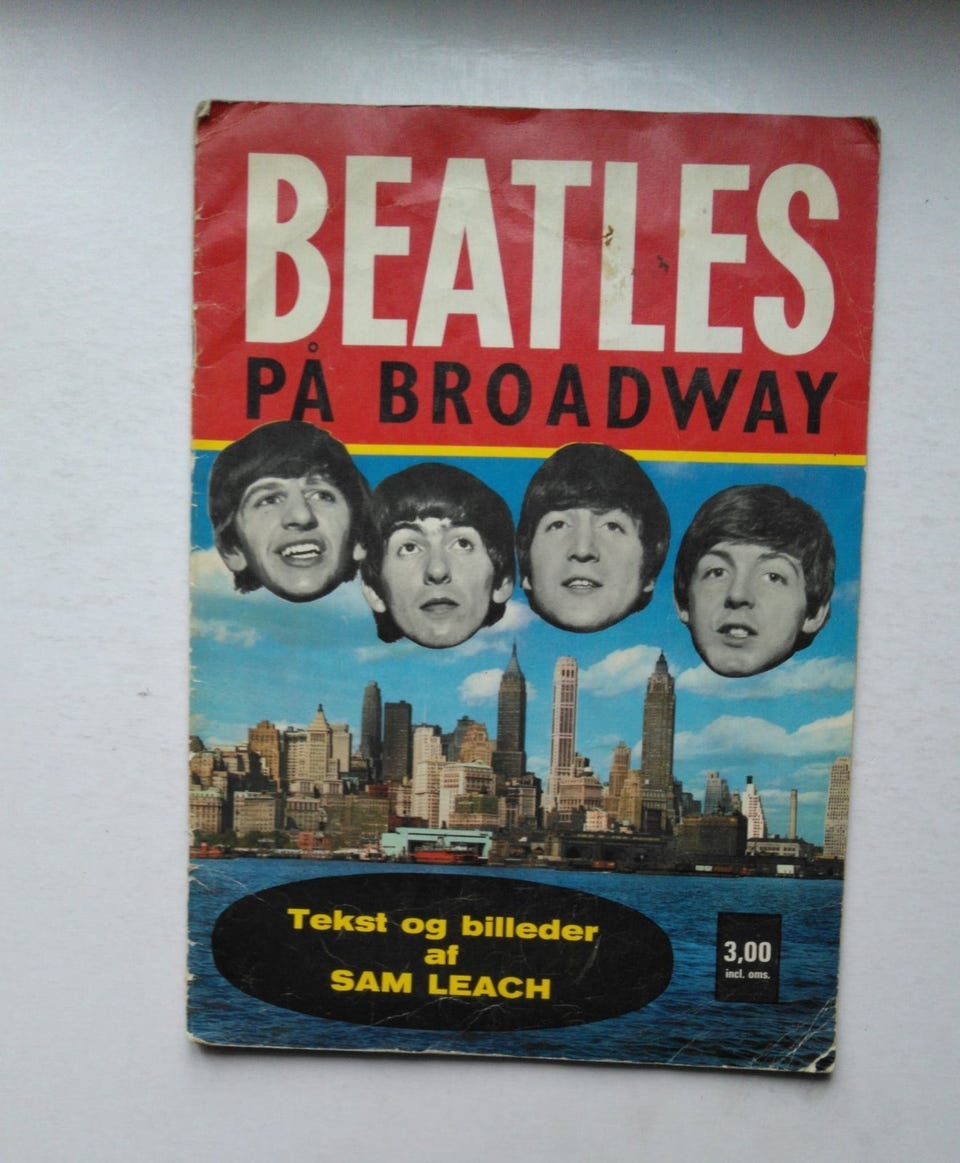 BEATLES
PÅ BROADWAY
Tekst og billeder
af
SAM LEACH
3,00
incl. oms.